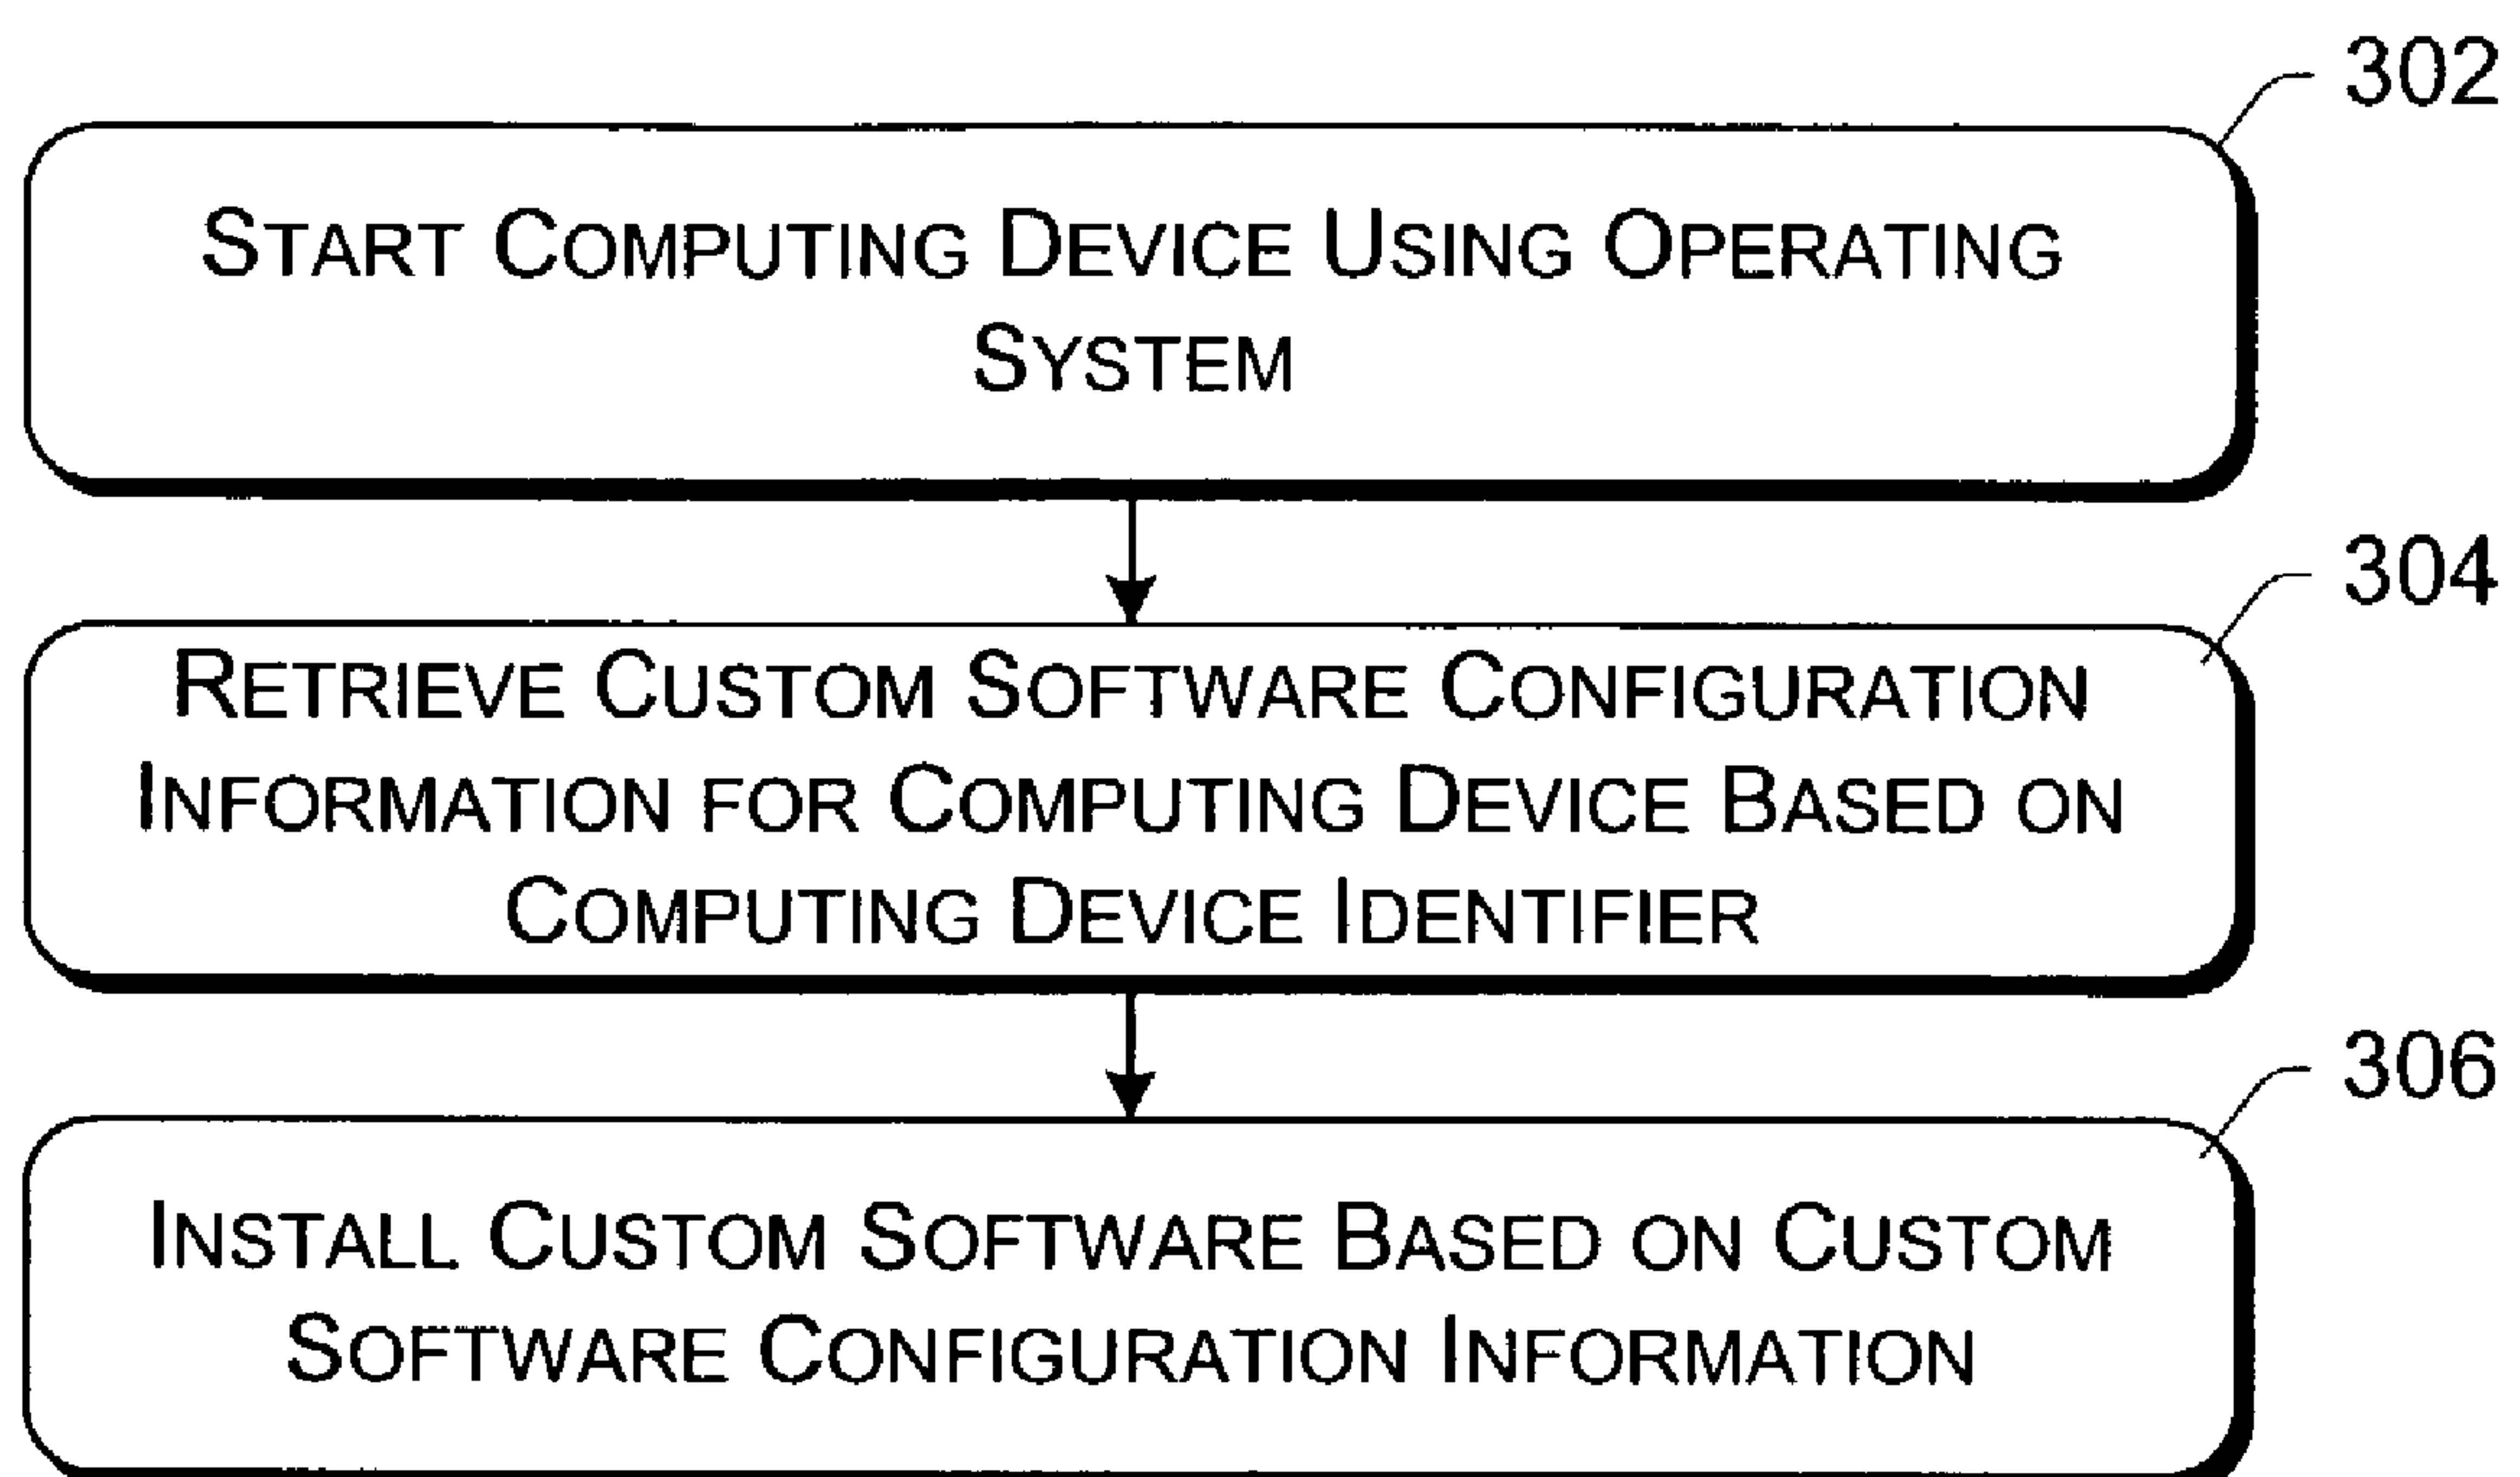 302
START COMPUTING DEVICE USING OPERATING
SYSTEM
304
RETRIEVE CUSTOM SOFTWARE CONFIGURATION
INFORMATION FOR COMPUTING DEVICE BASED ON
COMPUTING DEVICE IDENTIFIER
306
INSTALL CUSTOM SOFTWARE BASED ON CUSTOM
SOFTWARE CONFIGURATION INFORMATION